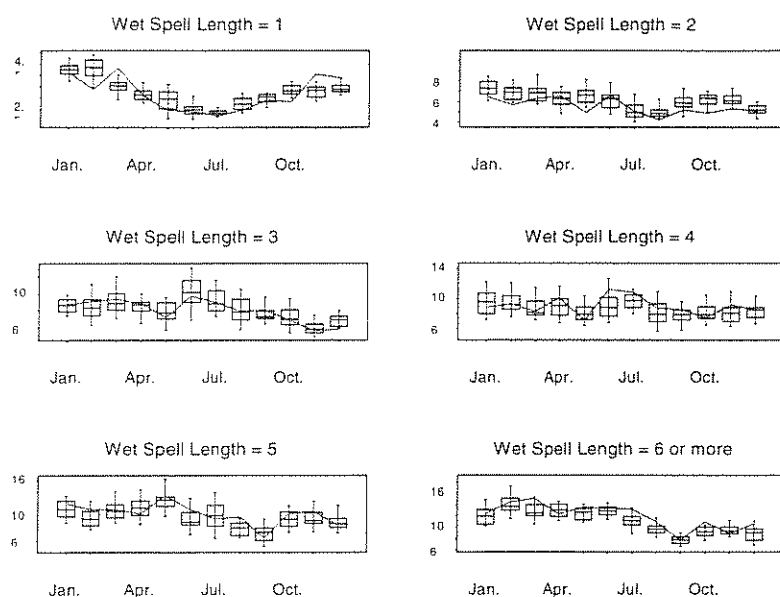 Wet Spell Length = 1
4.
2.
Jan. Apr. Jul. Oct.
Wet Spell Length = 2
8
6
4
Jan. Apr. Jul. Oct.
Wet Spell Length = 3
10
6
Jan. Apr. Jul. Oct.
Wet Spell Length = 4
14
10
6
Jan. Apr. Jul. Oct.
Wet Spell Length = 5
16
10
6
Jan. Apr. Jul. Oct.
Wet Spell Length = 6 or more
16
10
6
Jan. Apr. Jul. Oct.